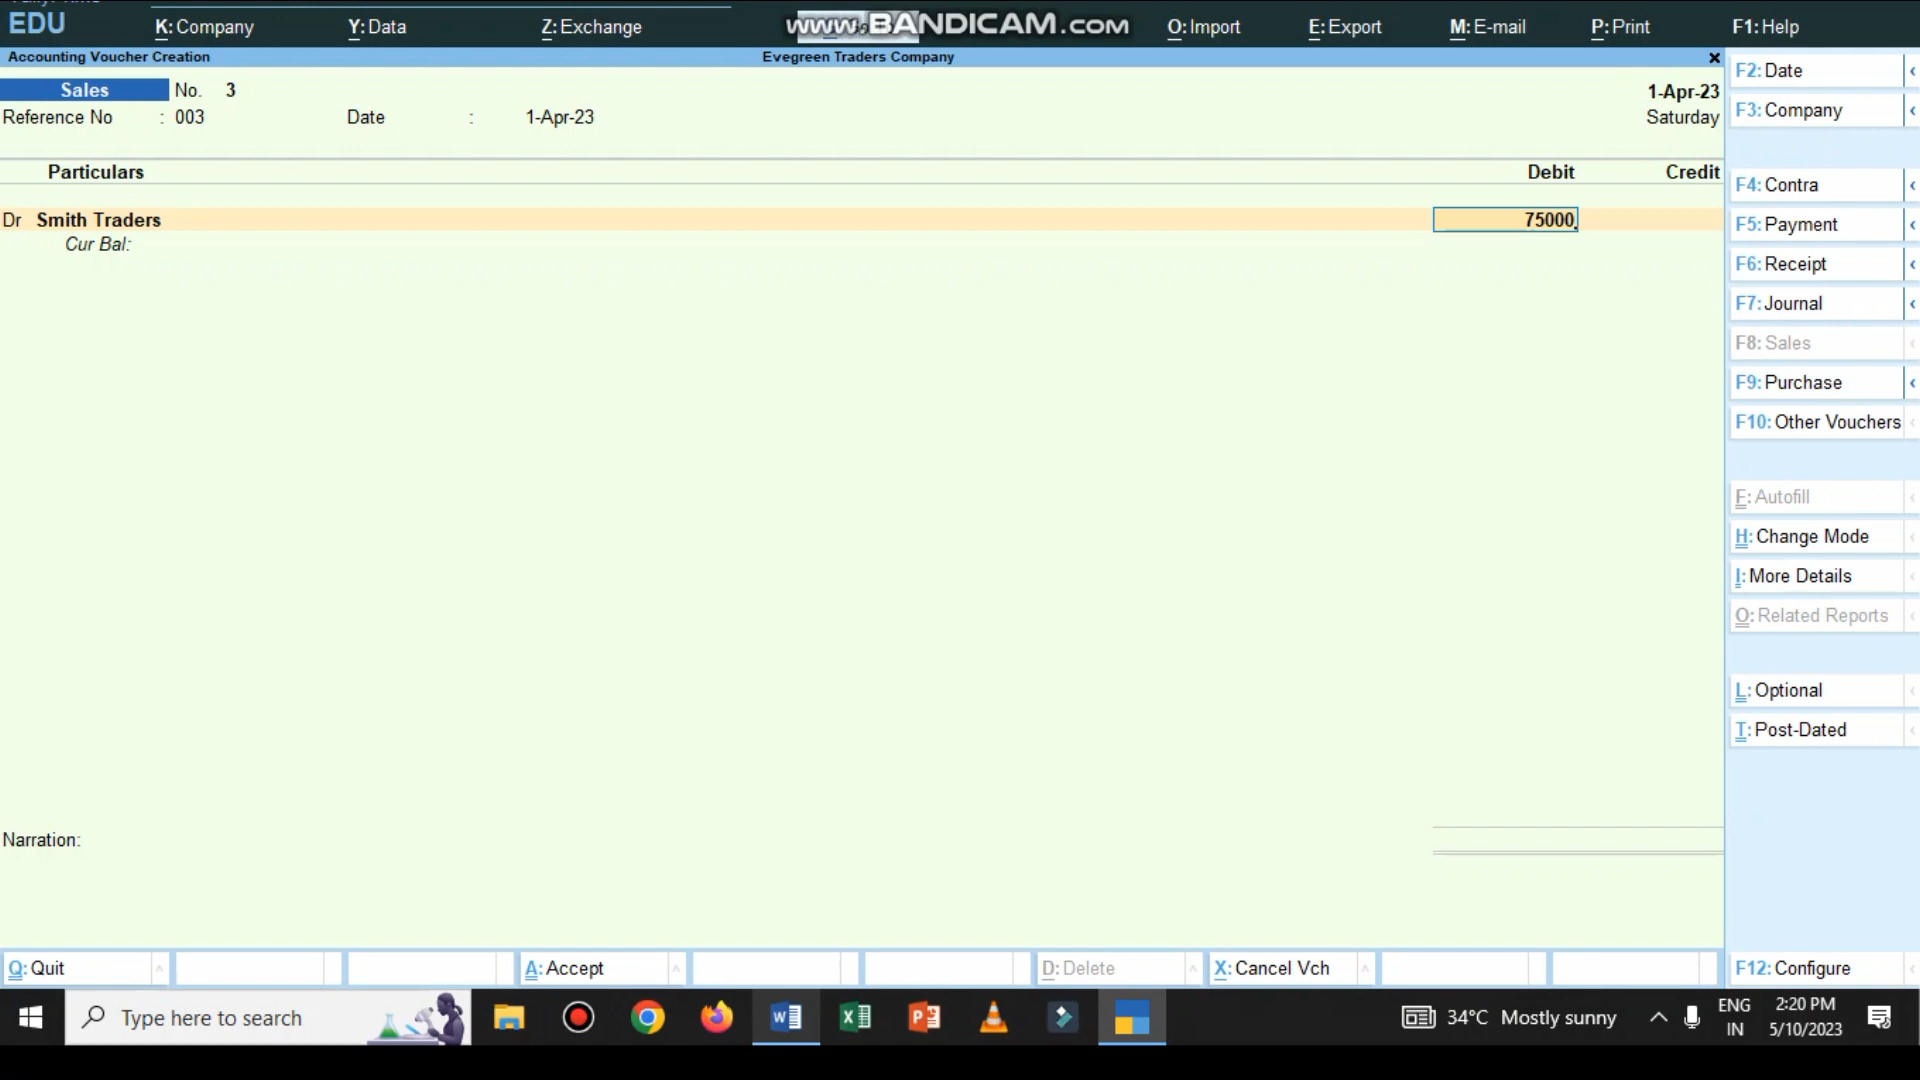 EDU K: Company Y: Data Z: Exchange www.BANDICAM.com O: Import E: Export M: E-mail P: Print F1: Help
Accounting Voucher Creation Evegreen Traders Company
Sales No. 3 1-Apr-23
Reference No : 003 Date : 1-Apr-23 Saturday
Particulars Debit Credit
Dr Smith Traders 75000
Cur Bal:
Narration:
F2: Date
F3: Company
F4: Contra
F5: Payment
F6: Receipt
F7: Journal
F8: Sales
F9: Purchase
F10: Other Vouchers
F: Autofill
H: Change Mode
I: More Details
O: Related Reports
L: Optional
T: Post-Dated
Q: Quit A: Accept D: Delete X: Cancel Vch F12: Configure
Type here to search 34°C Mostly sunny ENG 2:20 PM
IN 5/10/2023